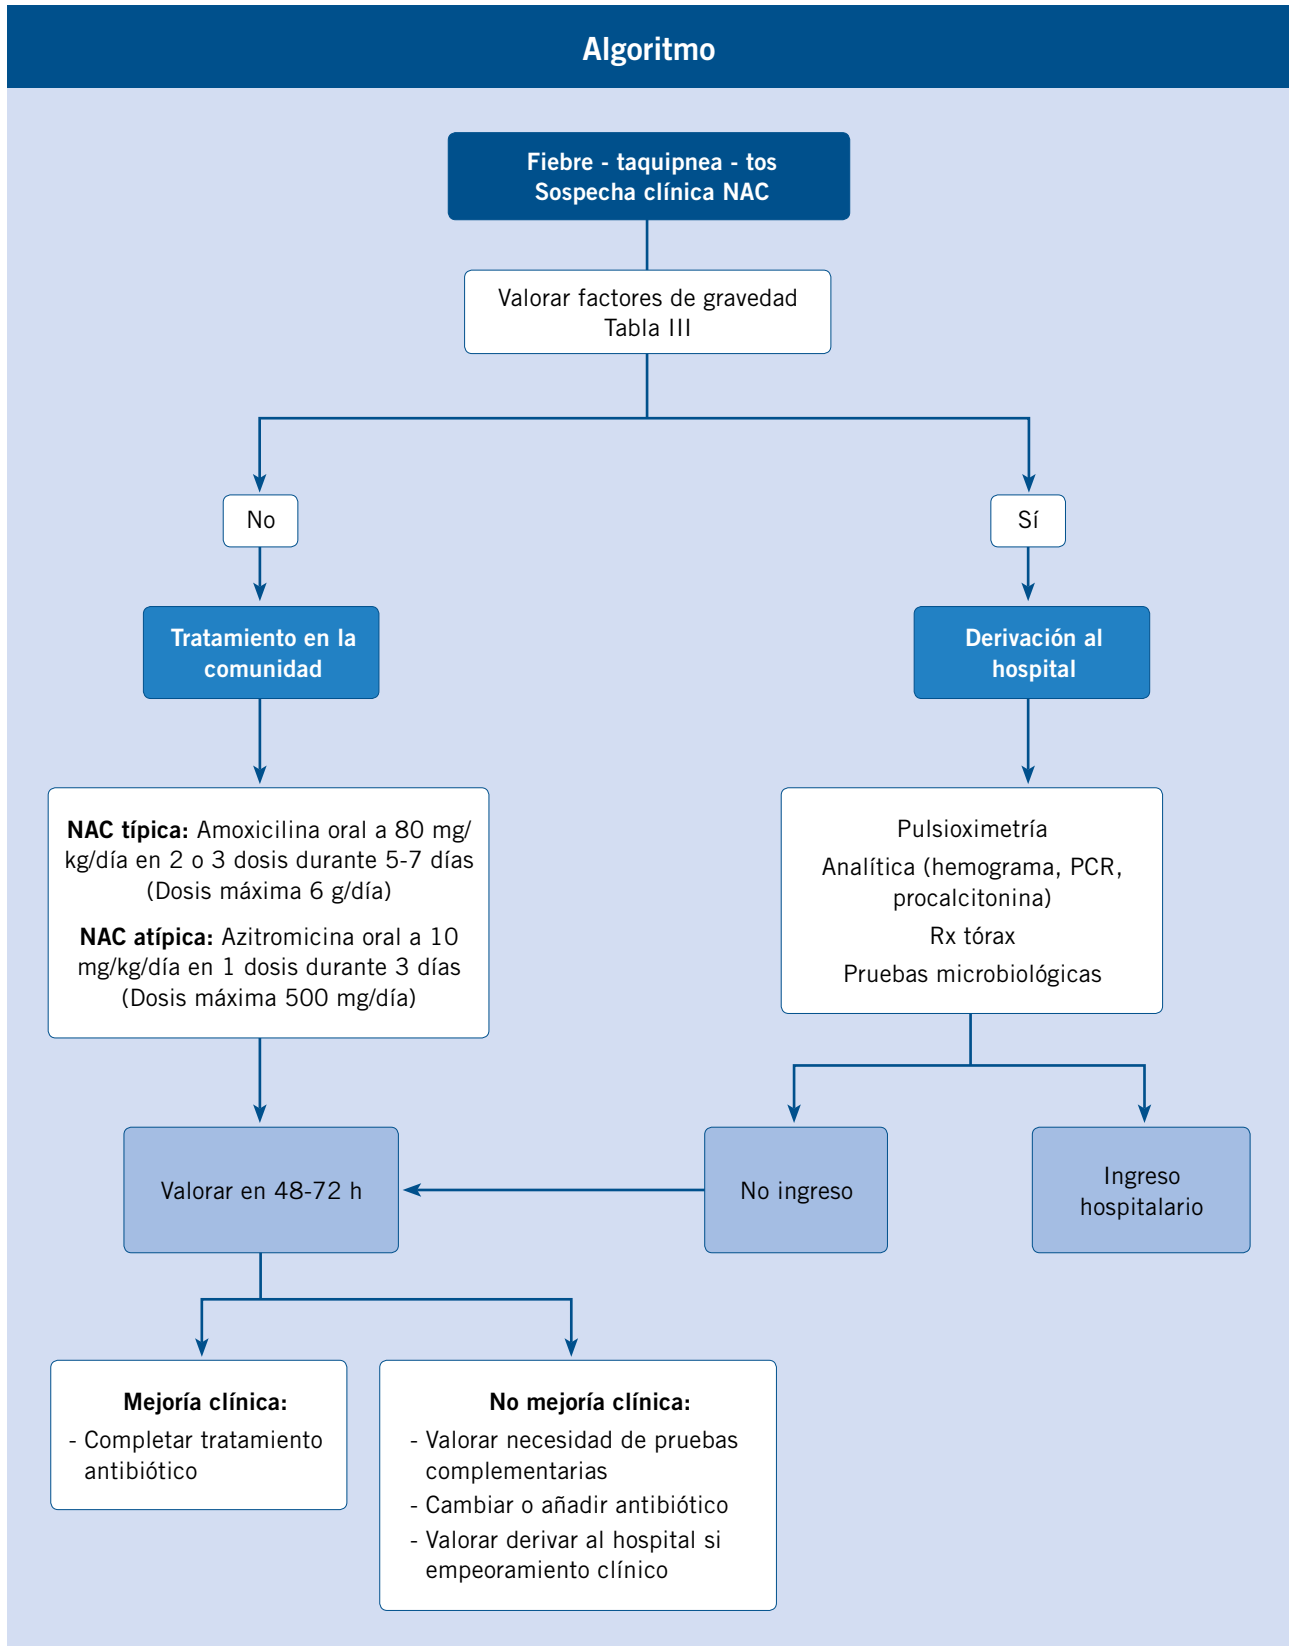 Algoritmo
Fiebre - taquipnea - tos
Sospecha clínica NAC
Valorar factores de gravedad
Tabla III
No
Sí
Tratamiento en la
comunidad
Derivación al
hospital
NAC típica: Amoxicilina oral a 80 mg/
kg/día en 2 o 3 dosis durante 5-7 días
(Dosis máxima 6 g/día)
NAC atípica: Azitromicina oral a 10
mg/kg/día en 1 dosis durante 3 días
(Dosis máxima 500 mg/día)
Pulsioximetría
Analítica (hemograma, PCR,
procalcitonina)
Rx tórax
Pruebas microbiológicas
Valorar en 48-72 h
No ingreso
Ingreso
hospitalario
Mejoría clínica:
- Completar tratamiento
antibiótico
No mejoría clínica:
- Valorar necesidad de pruebas
complementarias
- Cambiar o añadir antibiótico
- Valorar derivar al hospital si
empeoramiento clínico